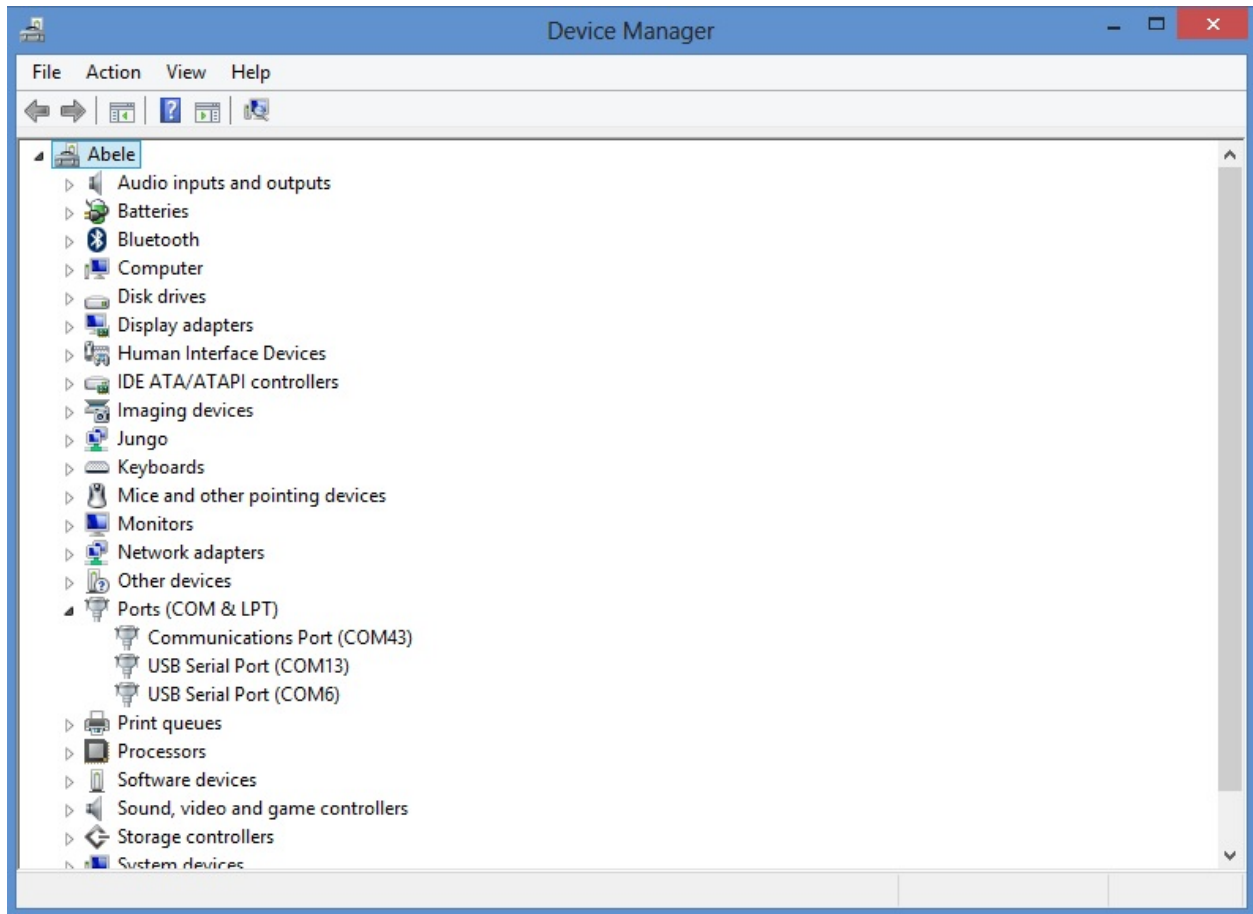 Device Manager
File Action View Help
Abele
Audio inputs and outputs
Batteries
Bluetooth
Computer
Disk drives
Display adapters
Human Interface Devices
IDE ATA/ATAPI controllers
Imaging devices
Jungo
Keyboards
Mice and other pointing devices
Monitors
Network adapters
Other devices
Ports (COM & LPT)
Communications Port (COM43)
USB Serial Port (COM13)
USB Serial Port (COM6)
Print queues
Processors
Software devices
Sound, video and game controllers
Storage controllers
System devices